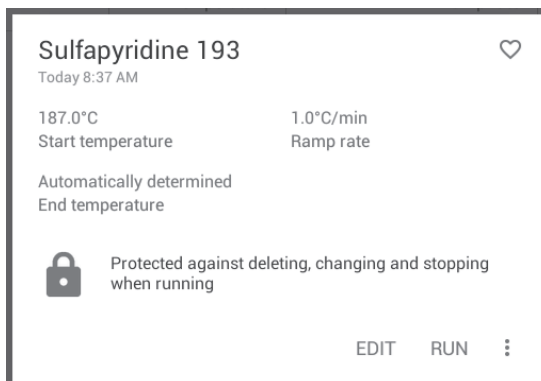 Sulfapyridine 193
Today 8:37 AM
187.0°C
Start temperature
1.0°C/min
Ramp rate
Automatically determined
End temperature
Protected against deleting, changing and stopping
when running
EDIT RUN